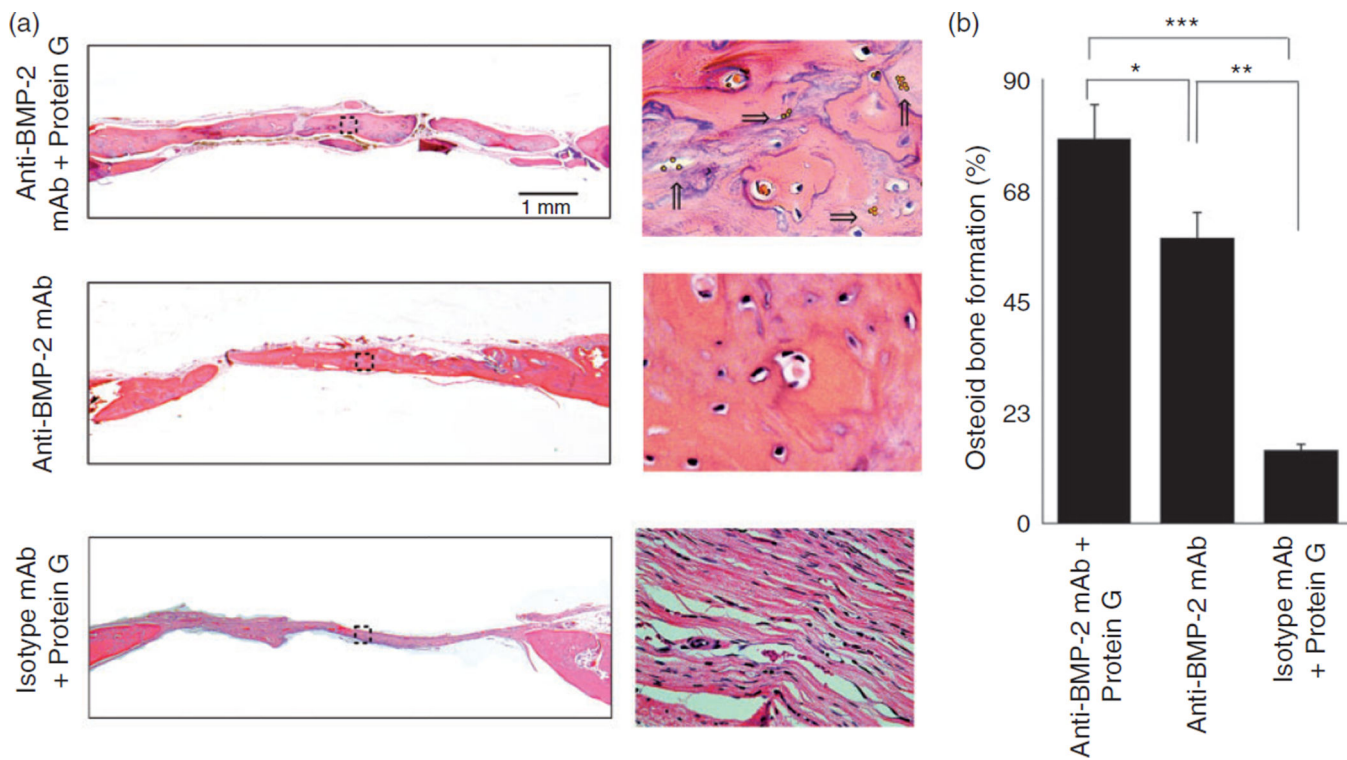 (a)
Anti-BMP-2
mAb + Protein G
1 mm
Anti-BMP-2 mAb
Isotype mAb
+ Protein G
(b)
***
*
**
Osteoid bone formation (%)
90
68
45
23
0
Anti-BMP-2 mAb +
Protein G
Anti-BMP-2 mAb
Isotype mAb
+ Protein G